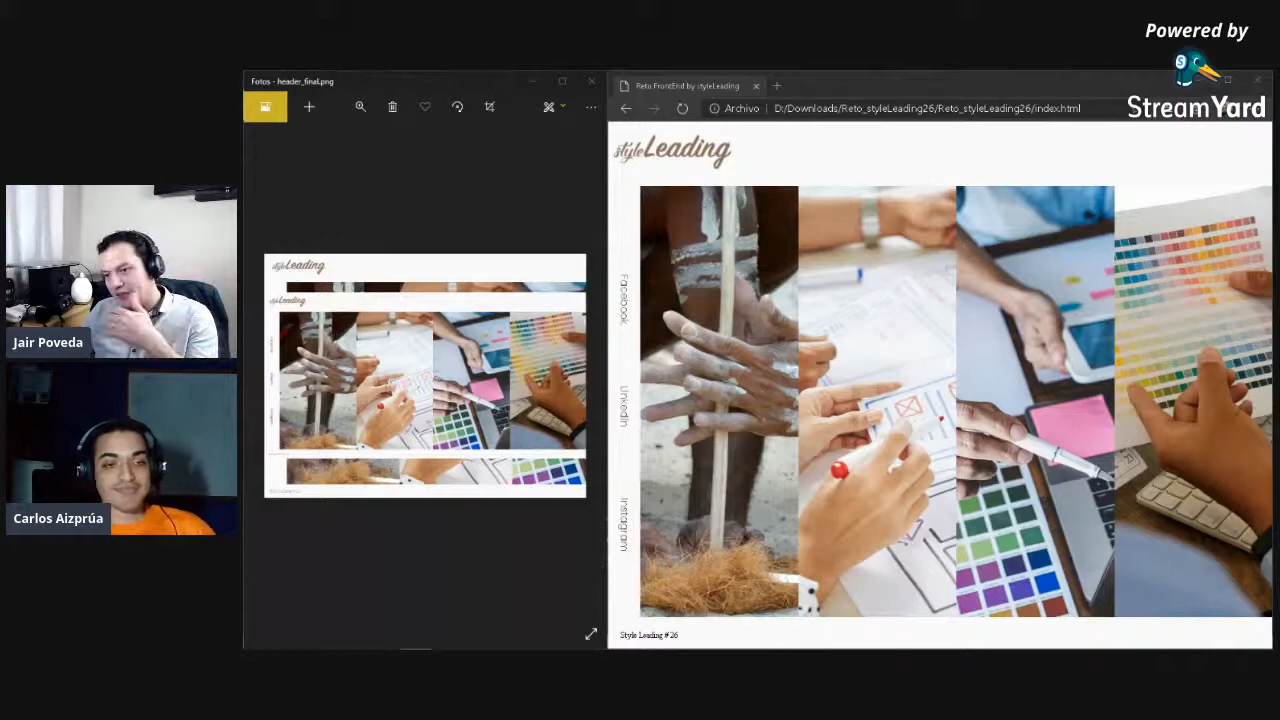 Powered by
StreamYard
Fotos - header_final.png
Reto FrontEnd by styleLeading
Archivo
D:/Downloads/Reto_styleLeading26/Reto_styleLeading26/index.html
styleLeading
Facebook
LinkedIn
Instagram
Style Leading #26
styleLeading
styleLeading
Jair Poveda
Carlos Aizprúa